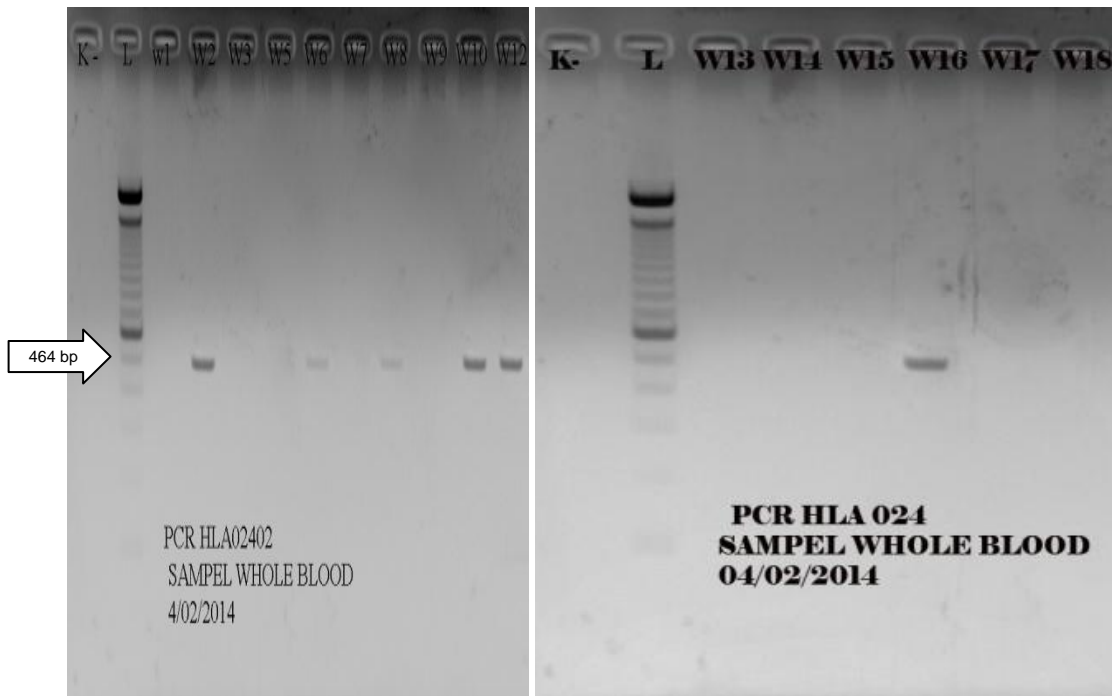 K - L w1 W2 W3 W5 W6 W7 W8 W9 W10 W12
464 bp
PCR HLA02402
SAMPEL WHOLE BLOOD
4/02/2014
K- L W13 W14 W15 W16 W17 W18
PCR HLA 024
SAMPEL WHOLE BLOOD
04/02/2014